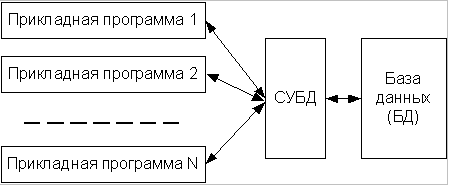 Прикладная программа 1
Прикладная программа 2
Прикладная программа N
СУБД
База
данных
(БД)